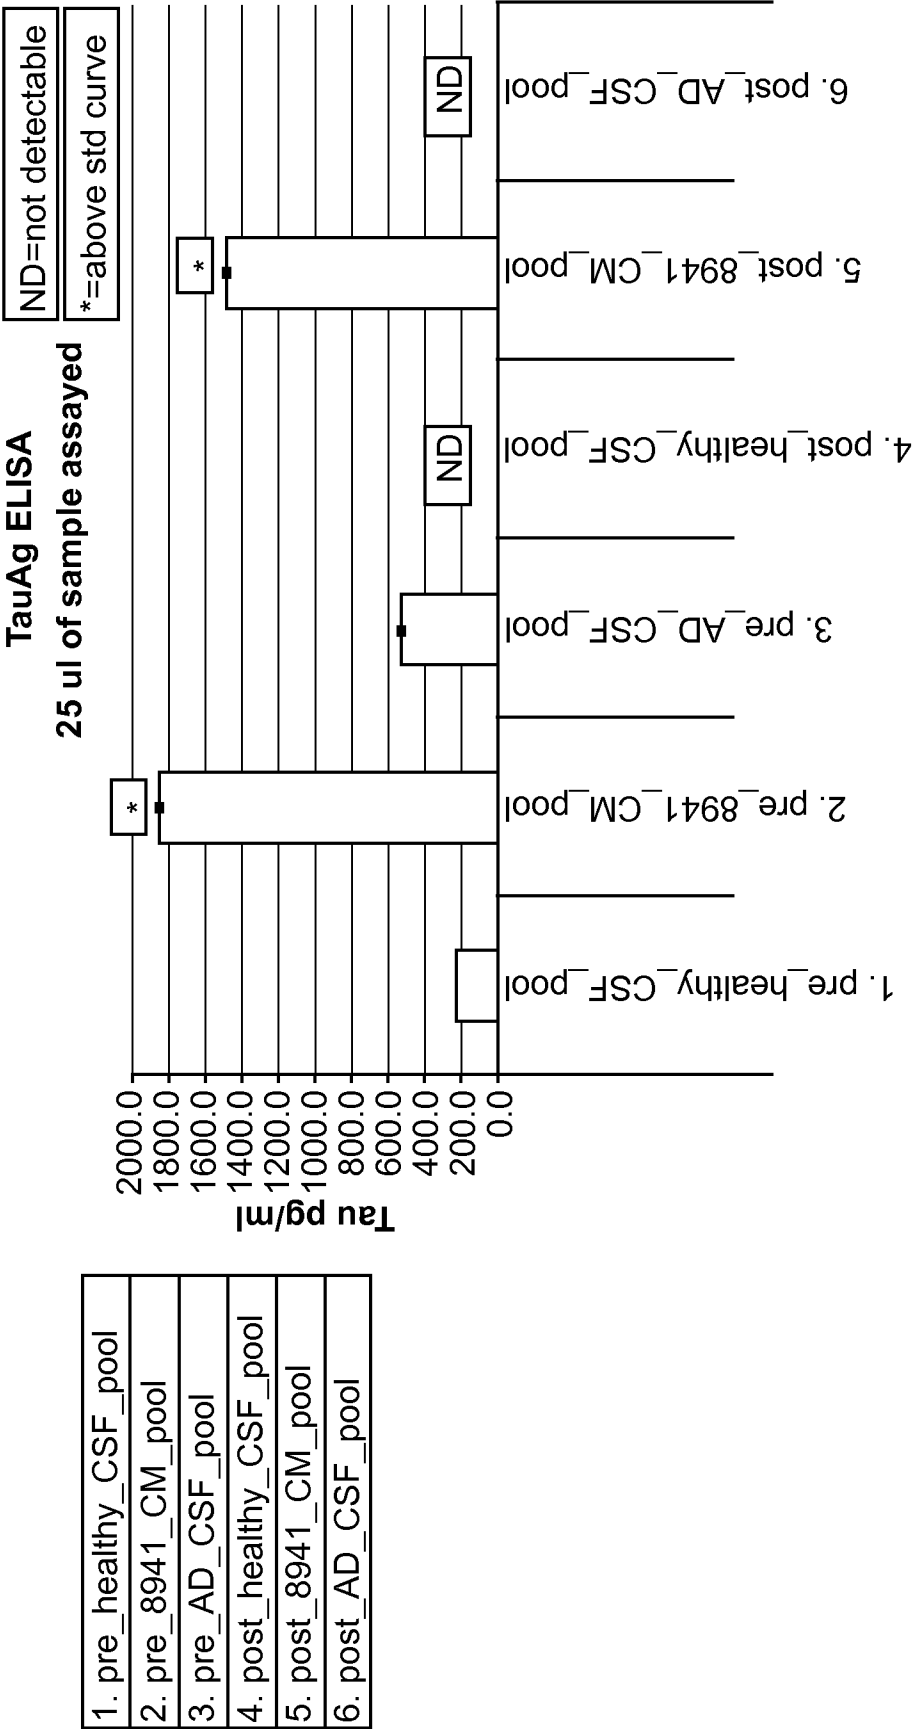 TauAg ELISA
25 ul of sample assayed
ND=not detectable
*=above std curve
1. pre_healthy_CSF_pool
2. pre_8941_CM_pool
3. pre_AD_CSF_pool
4. post_healthy_CSF_pool
5. post_8941_CM_pool
6. post_AD_CSF_pool
Tau pg/ml
2000.0
1800.0
1600.0
1400.0
1200.0
1000.0
800.0
600.0
400.0
200.0
0.0
*
ND
*
ND
1. pre_healthy_CSF_pool
2. pre_8941_CM_pool
3. pre_AD_CSF_pool
4. post_healthy_CSF_pool
5. post_8941_CM_pool
6. post_AD_CSF_pool